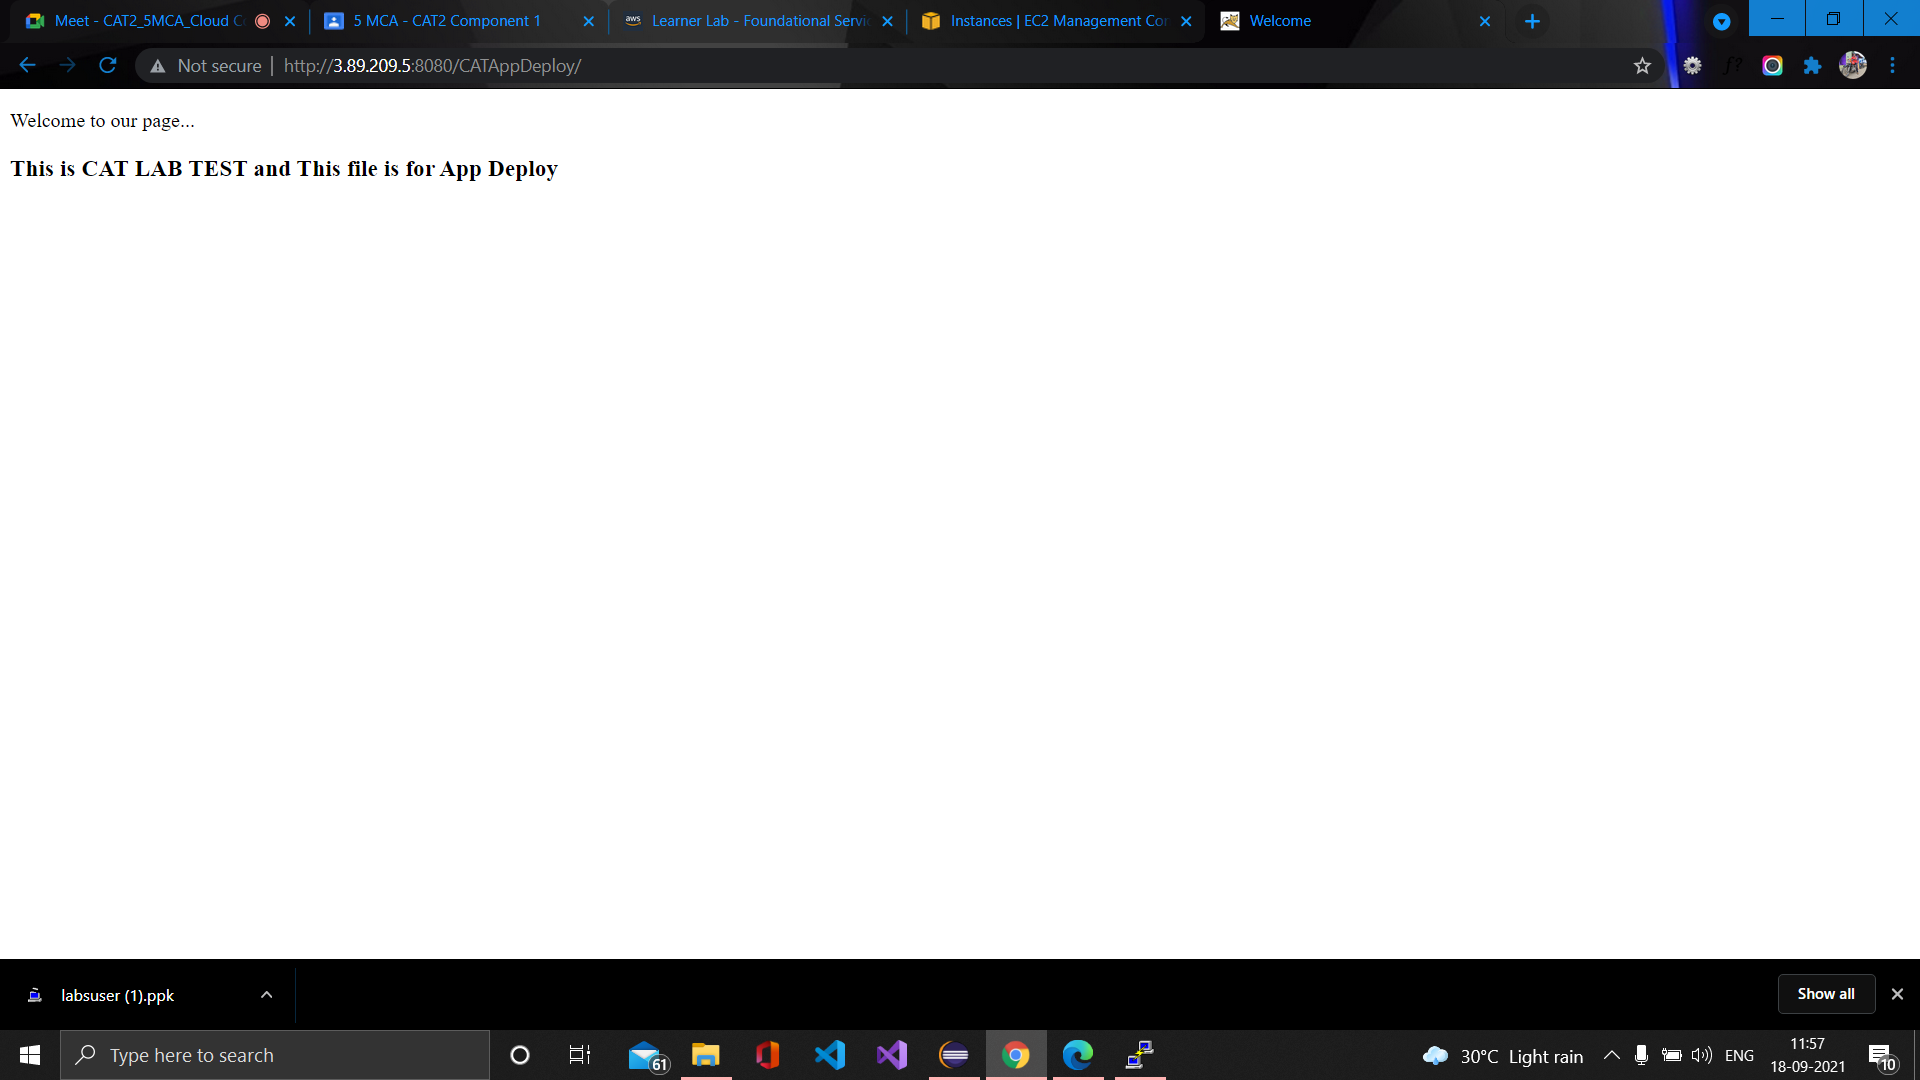 Meet - CAT2_5MCA_Cloud C
5 MCA - CAT2 Component 1
aws
Learner Lab - Foundational Servic
Instances | EC2 Management Con
Welcome
Not secure | http://3.89.209.5:8080/CATAppDeploy/
f?
Welcome to our page...
This is CAT LAB TEST and This file is for App Deploy
labsuser (1).ppk
Show all
Type here to search
61
30°C Light rain
ENG
11:57
18-09-2021
10